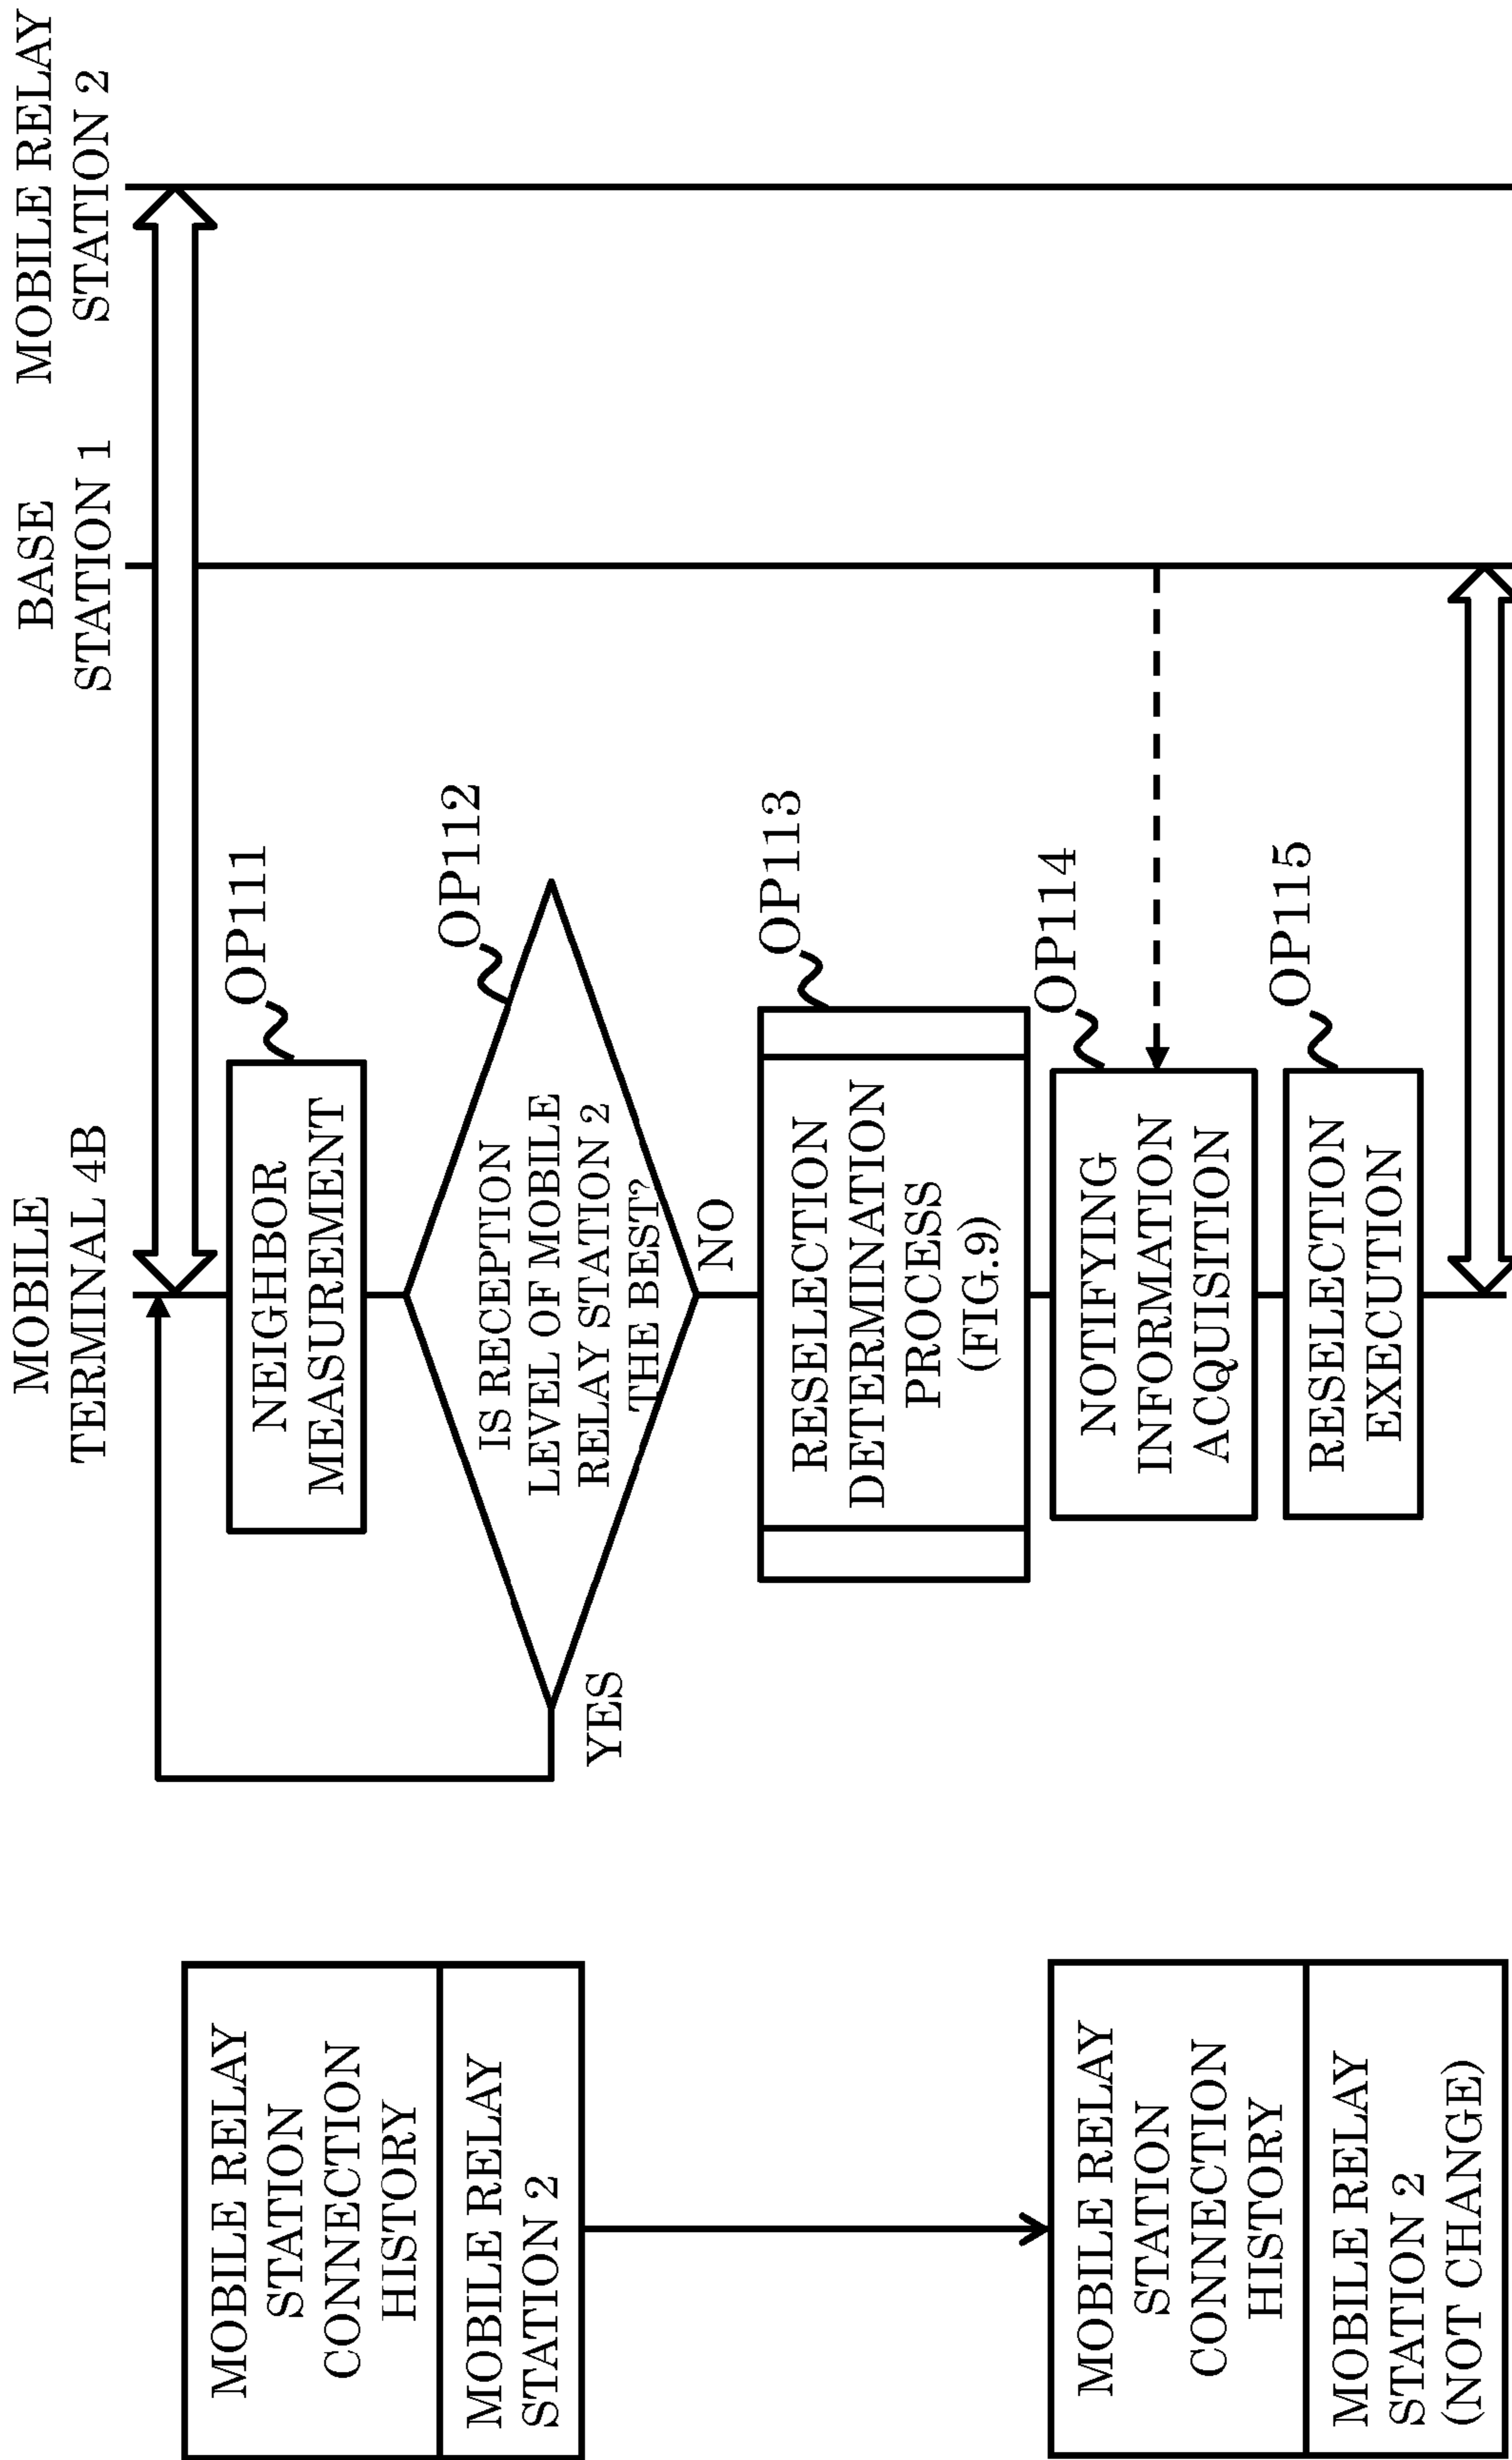 MOBILE
TERMINAL 4B
BASE
STATION 1
MOBILE RELAY
STATION 2
MOBILE RELAY
STATION
CONNECTION
HISTORY
MOBILE RELAY
STATION 2
NEIGHBOR
MEASUREMENT
OP111
IS RECEPTION
LEVEL OF MOBILE
RELAY STATION 2
THE BEST?
OP112
YES
NO
RESELECTION
DETERMINATION
PROCESS
(FIG.9)
OP113
NOTIFYING
INFORMATION
ACQUISITION
OP114
RESELECTION
EXECUTION
OP115
MOBILE RELAY
STATION
CONNECTION
HISTORY
MOBILE RELAY
STATION 2
(NOT CHANGE)